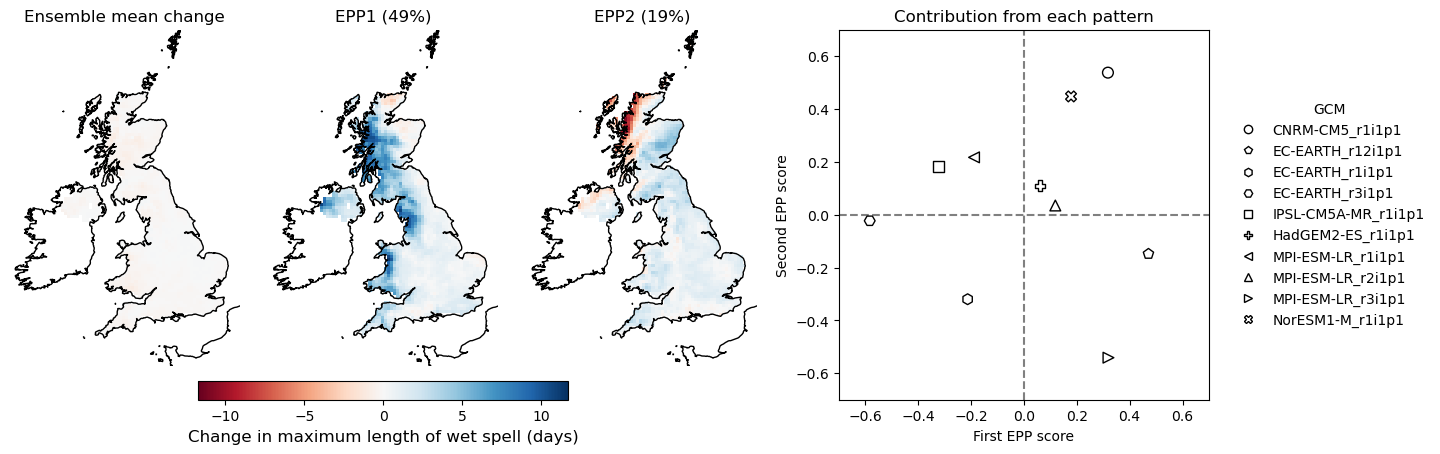 Ensemble mean change
EPP1 (49%)
EPP2 (19%)
Contribution from each pattern
−10
−5
0
5
10
Change in maximum length of wet spell (days)
Second EPP score
0.6
0.4
0.2
0.0
−0.2
−0.4
−0.6
−0.6
−0.4
−0.2
0.0
0.2
0.4
0.6
First EPP score
GCM
CNRM-CM5_r1i1p1
EC-EARTH_r12i1p1
EC-EARTH_r1i1p1
EC-EARTH_r3i1p1
IPSL-CM5A-MR_r1i1p1
HadGEM2-ES_r1i1p1
MPI-ESM-LR_r1i1p1
MPI-ESM-LR_r2i1p1
MPI-ESM-LR_r3i1p1
NorESM1-M_r1i1p1